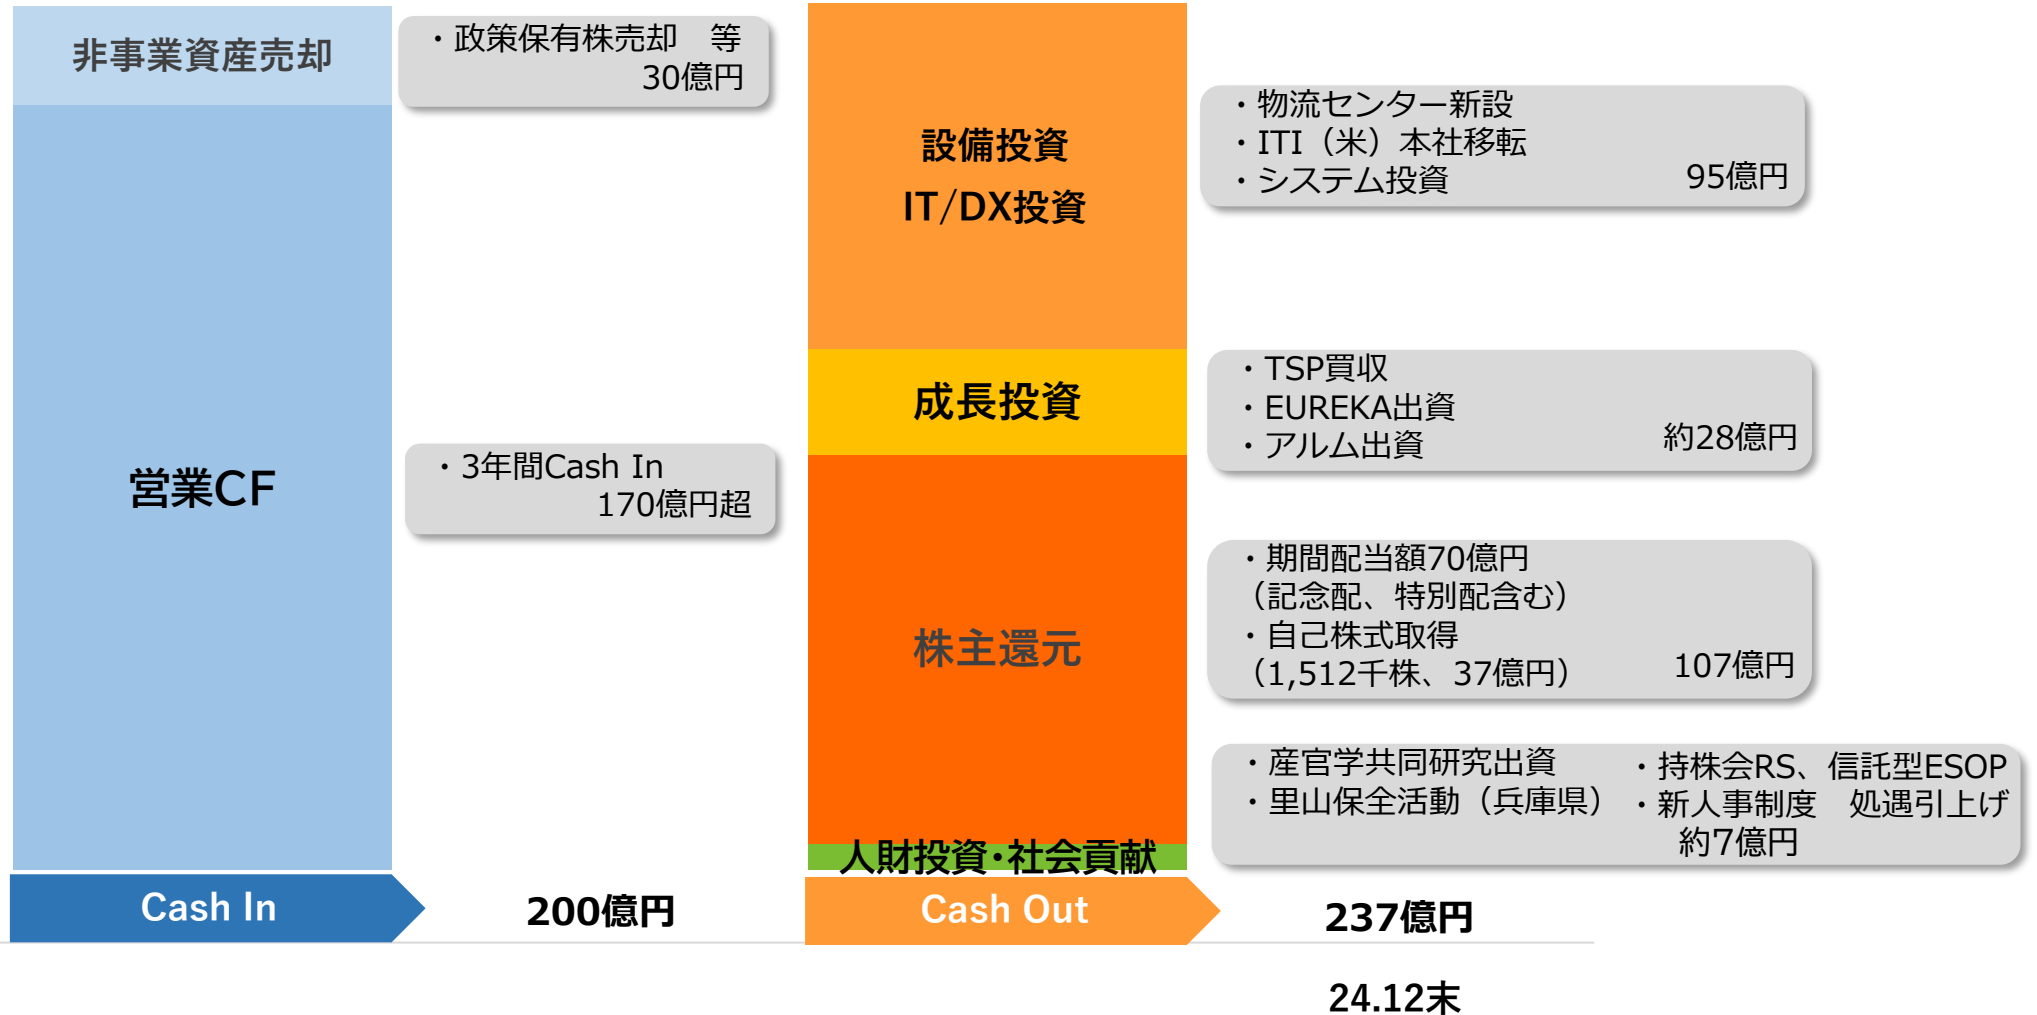 非事業資産売却
・政策保有株売却　等
30億円
営業CF
・3年間Cash In
170億円超
Cash In
200億円
設備投資
IT/DX投資
・物流センター新設
・ITI（米）本社移転
・システム投資
95億円
成長投資
・TSP買収
・EUREKA出資
・アルム出資
約28億円
株主還元
・期間配当額70億円
（記念配、特別配含む）
・自己株式取得
（1,512千株、37億円）
107億円
人財投資・社会貢献
・産官学共同研究出資
・里山保全活動（兵庫県）
・持株会RS、信託型ESOP
・新人事制度　処遇引上げ
約7億円
Cash Out
237億円
24.12末